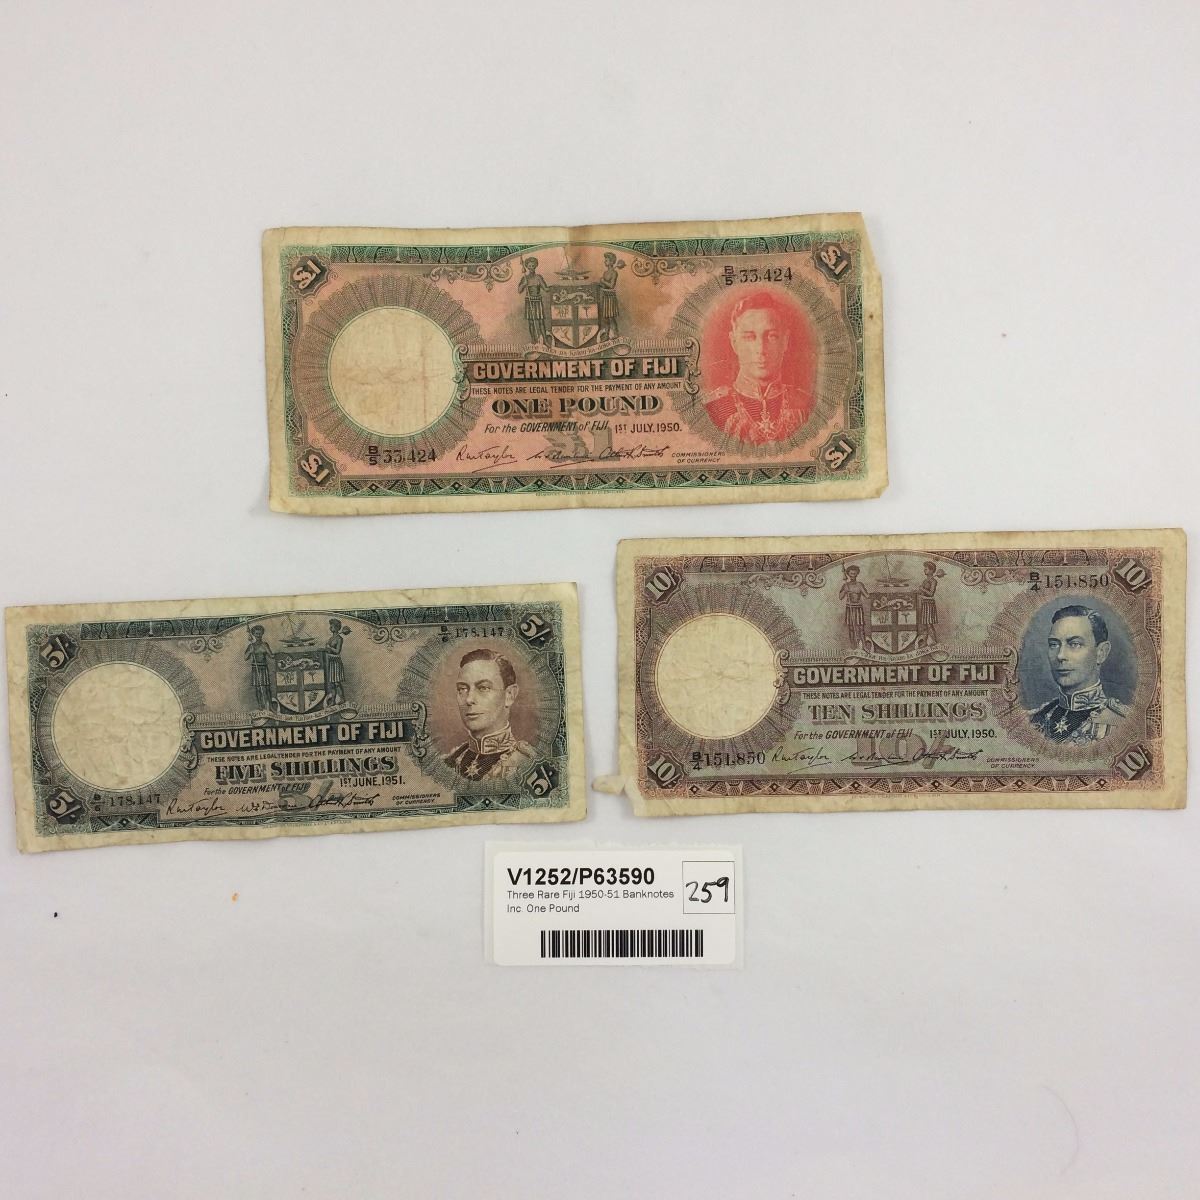 £1
£1
B/5 33,424
GOVERNMENT OF FIJI
THESE NOTES ARE LEGAL TENDER FOR THE PAYMENT OF ANY AMOUNT
ONE POUND
For the GOVERNMENT of FIJI 1ST JULY, 1950.
B/5 33,424
COMMISSIONERS
OF CURRENCY
£1
£1
5/-
5/-
178,147
GOVERNMENT OF FIJI
THESE NOTES ARE LEGAL TENDER FOR THE PAYMENT OF ANY AMOUNT
FIVE SHILLINGS
For the GOVERNMENT of FIJI 1ST JUNE, 1951.
178,147
COMMISSIONERS
OF CURRENCY
5/-
5/-
10/-
10/-
B/4 151,850
GOVERNMENT OF FIJI
THESE NOTES ARE LEGAL TENDER FOR THE PAYMENT OF ANY AMOUNT
TEN SHILLINGS
For the GOVERNMENT of FIJI 1ST JULY, 1950.
B/4 151,850
COMMISSIONERS
OF CURRENCY
10/-
10/-
V1252/P63590
Three Rare Fiji 1950-51 Banknotes
Inc One Pound
259